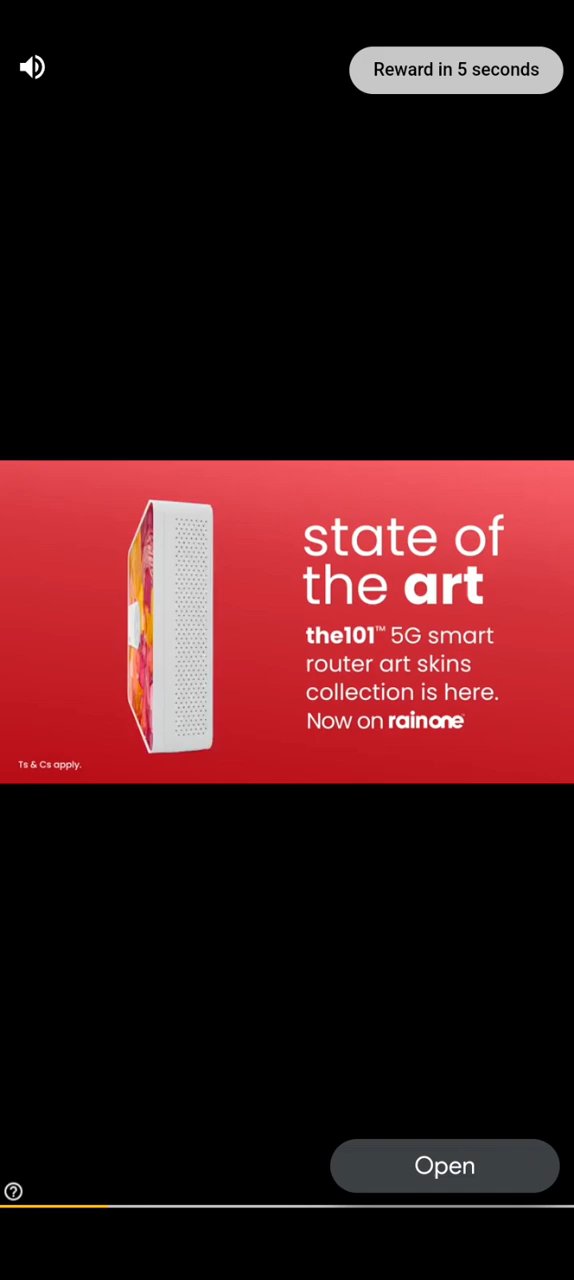 Reward in 5 seconds
state of
the art
the101™ 5G smart
router art skins
collection is here.
Now on rainone
Ts & Cs apply.
Open